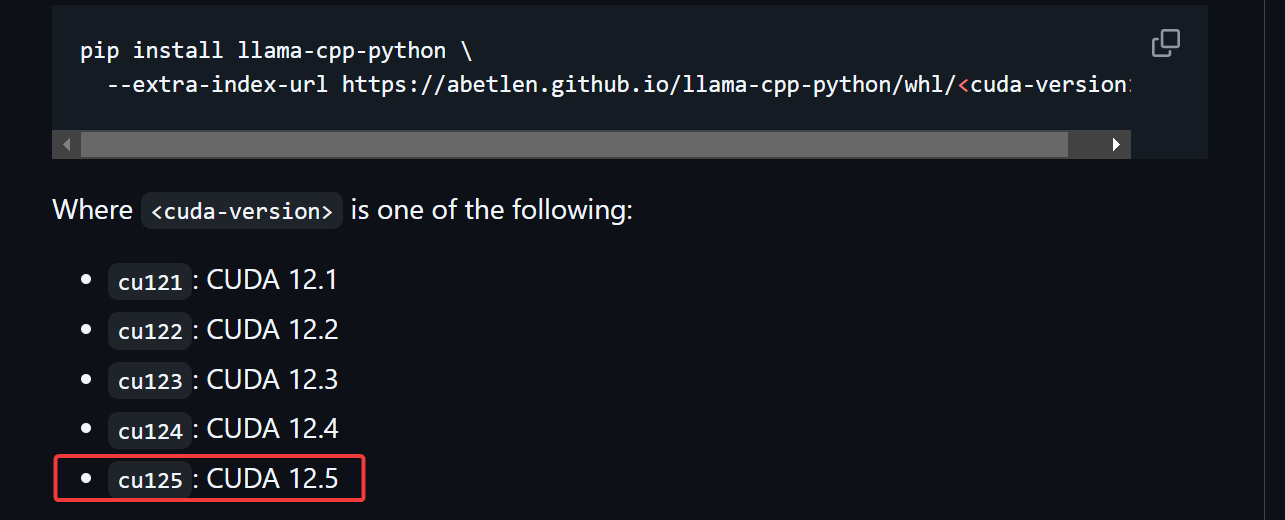 pip install llama-cpp-python \
--extra-index-url https://abetlen.github.io/llama-cpp-python/whl/<cuda-version
Where <cuda-version> is one of the following:
cu121: CUDA 12.1
cu122: CUDA 12.2
cu123: CUDA 12.3
cu124: CUDA 12.4
cu125: CUDA 12.5